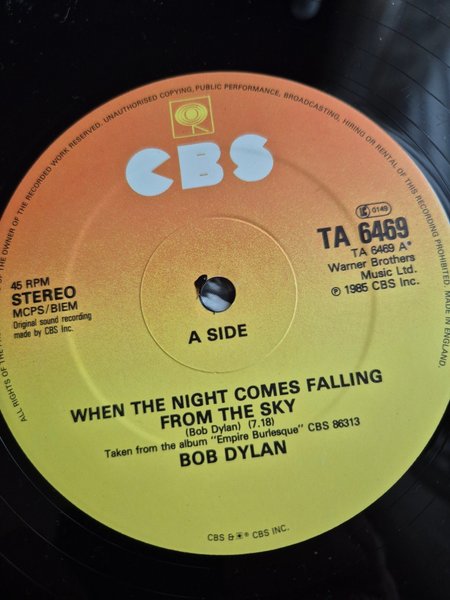 ALL RIGHTS OF THE
OF THE OWNER OF THE RECORDED WORK RESERVED. UNAUTHORISED COPYING, PUBLIC PERFORMANCE, BROADCASTING, HIRING OR RENTAL OF THIS RECORDING PROHIBITED. MADE IN ENGLAND.
CBS
0149
TA 6469
TA 6469 A*
Warner Brothers
Music Ltd.
℗ 1985 CBS Inc.
45 RPM
STEREO
MCPS/BIEM
Original sound recording
made by CBS Inc.
A SIDE
WHEN THE NIGHT COMES FALLING
FROM THE SKY
(Bob Dylan) (7.18)
Taken from the album "Empire Burlesque" CBS 86313
BOB DYLAN
CBS & ® CBS INC.